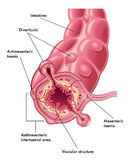 Intestines
Diverticula
Antimesenteric
taenia
Mesenteric
taenia
Antimesenteric
intertaenial area
Vascular structure